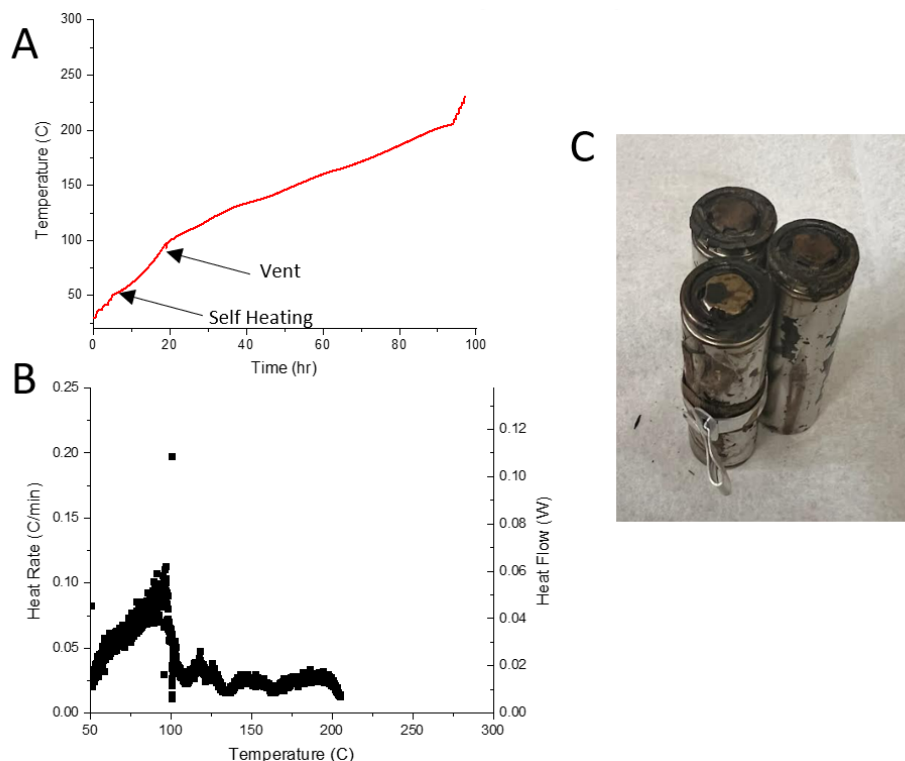 A
300
250
200
150
100
50
Temperature (C)
Vent
Self Heating
0 20 40 60 80 100
Time (hr)
B
0.25
0.20
0.15
0.10
0.05
0.00
Heat Rate (C/min)
0.12
0.10
0.08
0.06
0.04
0.02
0.00
Heat Flow (W)
50 100 150 200 250 300
Temperature (C)
C